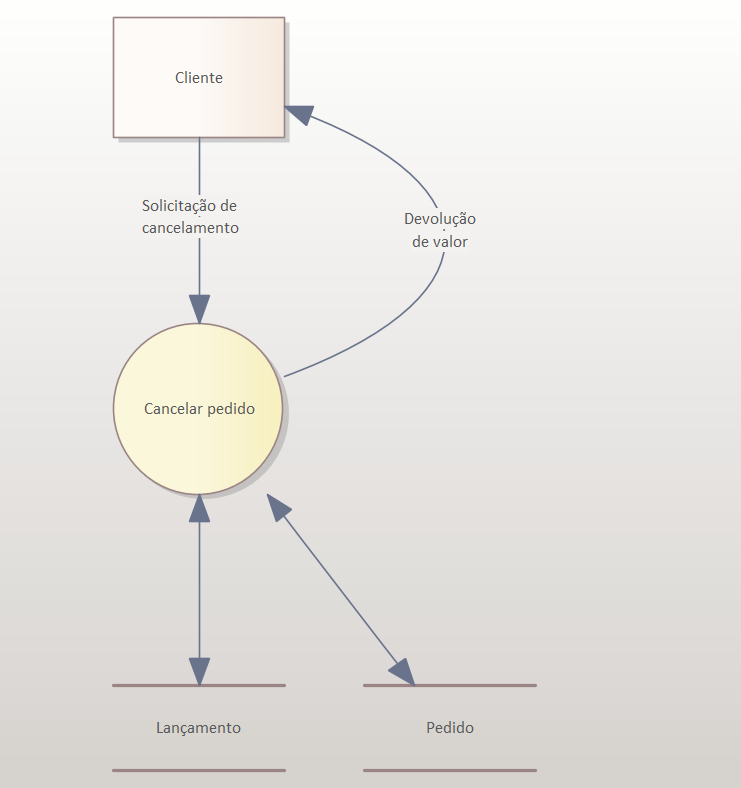 Cliente
Solicitação de
cancelamento
Devolução
de valor
Cancelar pedido
Lançamento
Pedido